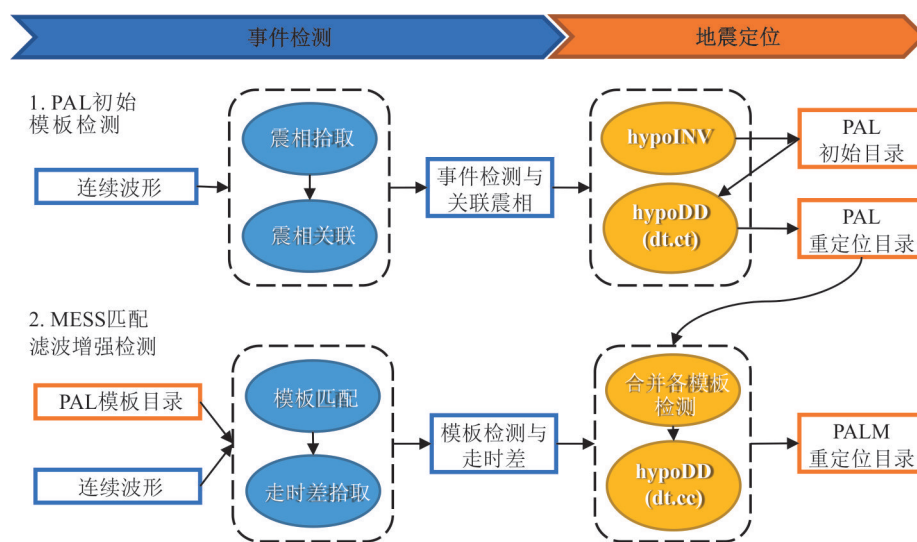 事件检测
地震定位
1. PAL初始
模板检测
连续波形
震相拾取
震相关联
事件检测与
关联震相
hypoINV
hypoDD
(dt.ct)
PAL
初始目录
PAL
重定位目录
2. MESS匹配
滤波增强检测
PAL模板目录
连续波形
模板匹配
走时差拾取
模板检测与
走时差
合并各模板
检测
hypoDD
(dt.cc)
PALM
重定位目录